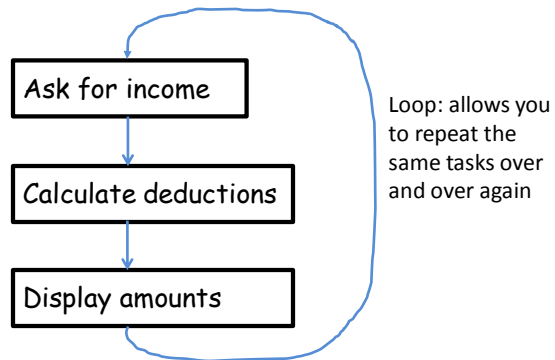 Ask for income
Calculate deductions
Display amounts
Loop: allows you
to repeat the
same tasks over
and over again